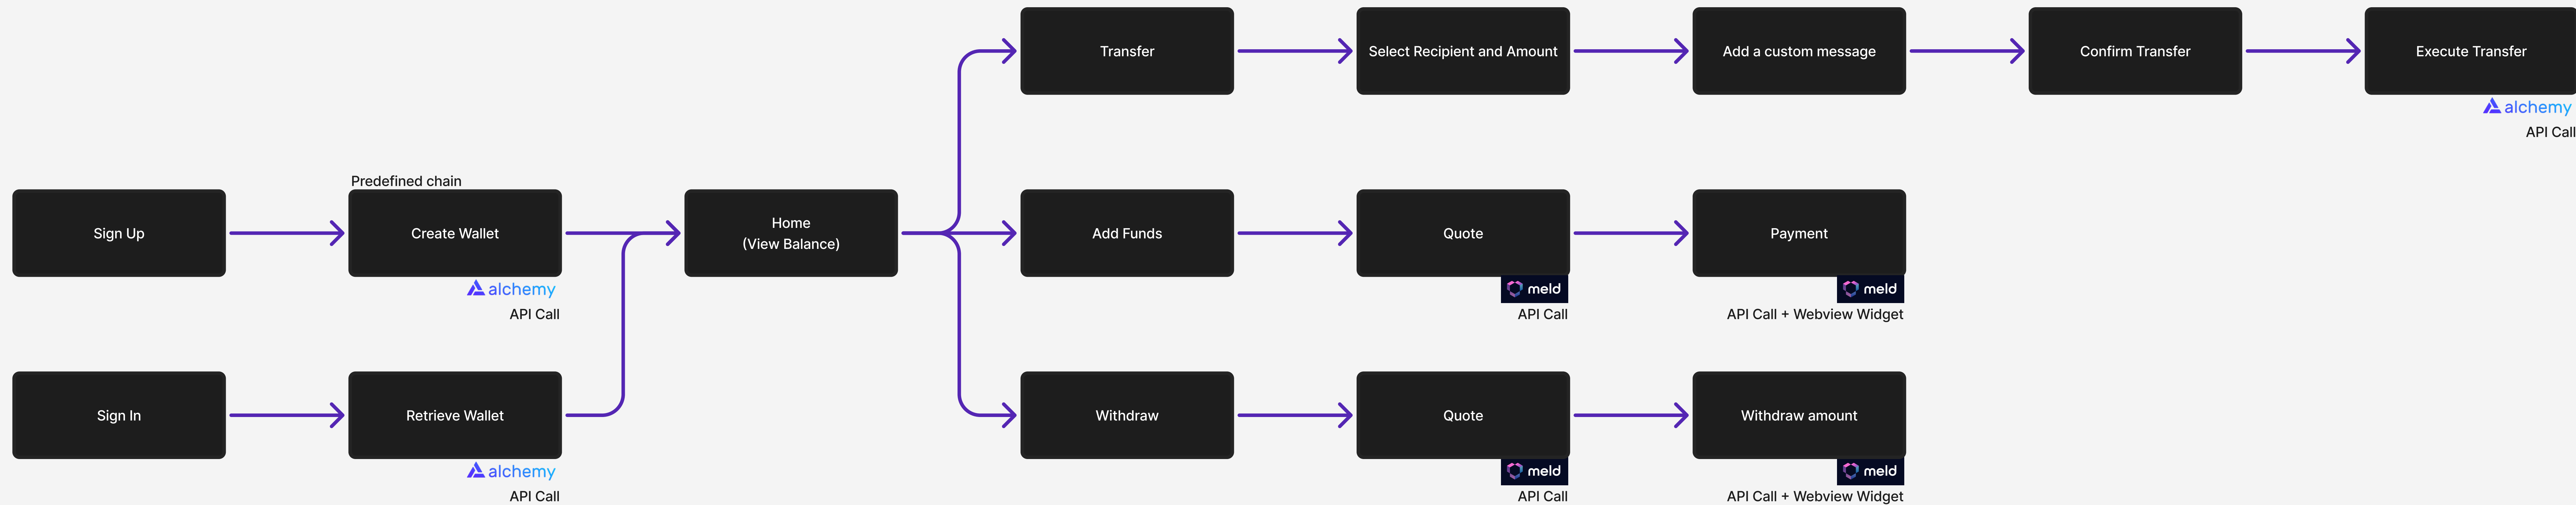 Transfer
Select Recipient and Amount
Add a custom message
Confirm Transfer
Execute Transfer
alchemy
API Call
Predefined chain
Sign Up
Create Wallet
Home
(View Balance)
Add Funds
Quote
Payment
alchemy
API Call
meld
API Call
meld
API Call + Webview Widget
Sign In
Retrieve Wallet
Withdraw
Quote
Withdraw amount
alchemy
API Call
meld
API Call
meld
API Call + Webview Widget